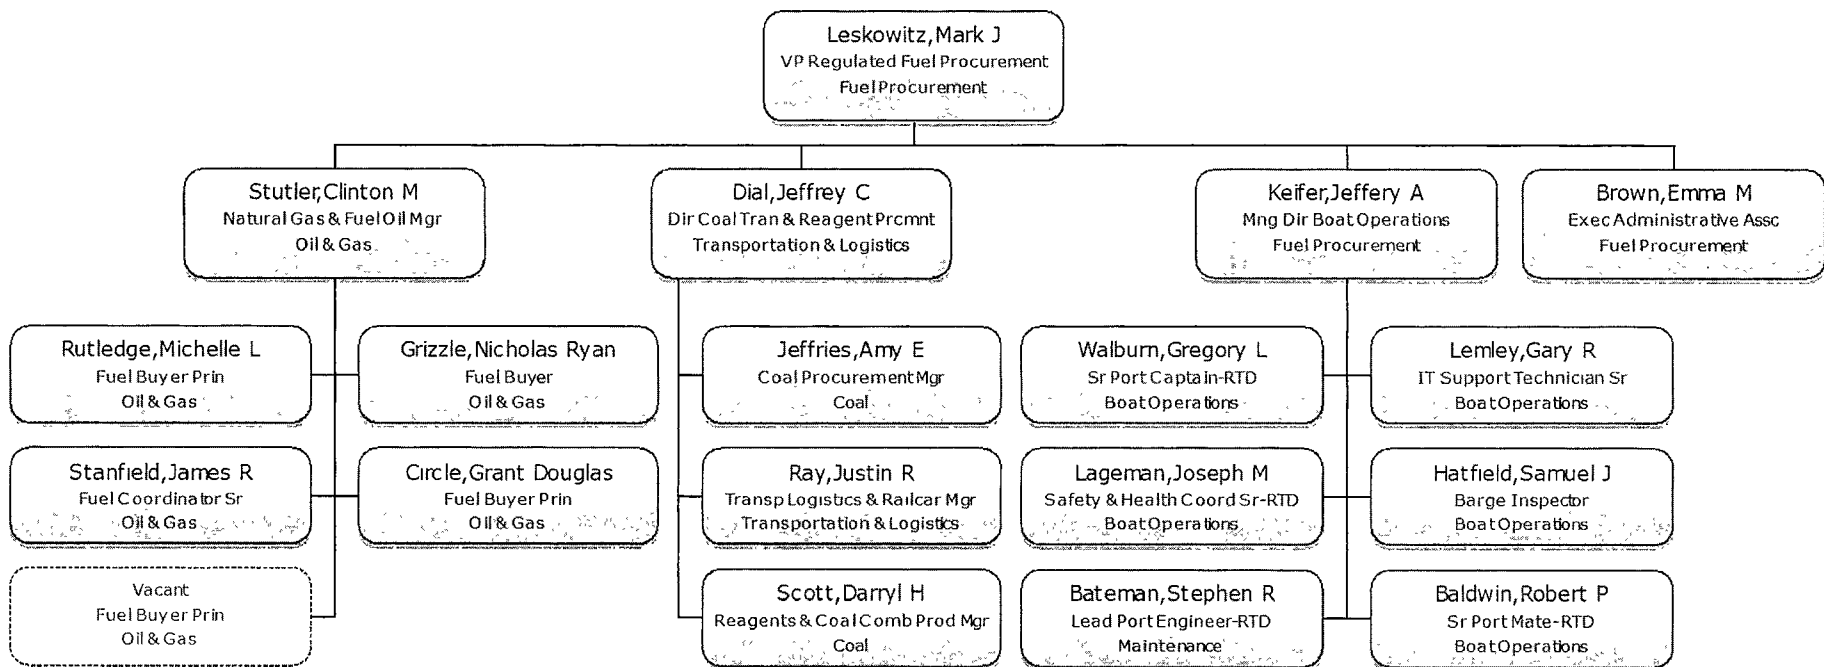 Leskowitz,Mark J
VP Regulated Fuel Procurement
Fuel Procurement
Stutler,Clinton M
Natural Gas & Fuel Oil Mgr
Oil & Gas
Dial,Jeffrey C
Dir Coal Tran & Reagent Prcmnt
Transportation & Logistics
Keifer,Jeffery A
Mng Dir Boat Operations
Fuel Procurement
Brown,Emma M
Exec Administrative Assc
Fuel Procurement
Rutledge,Michelle L
Fuel Buyer Prin
Oil & Gas
Grizzle,Nicholas Ryan
Fuel Buyer
Oil & Gas
Jeffries,Amy E
Coal Procurement Mgr
Coal
Walburn,Gregory L
Sr Port Captain-RTD
Boat Operations
Lemley,Gary R
IT Support Technician Sr
Boat Operations
Stanfield,James R
Fuel Coordinator Sr
Oil & Gas
Circle,Grant Douglas
Fuel Buyer Prin
Oil & Gas
Ray,Justin R
Transp Logistics & Railcar Mgr
Transportation & Logistics
Lageman,Joseph M
Safety & Health Coord Sr-RTD
Boat Operations
Hatfield,Samuel J
Barge Inspector
Boat Operations
Vacant
Fuel Buyer Prin
Oil & Gas
Scott,Darryl H
Reagents & Coal Comb Prod Mgr
Coal
Bateman,Stephen R
Lead Port Engineer-RTD
Maintenance
Baldwin,Robert P
Sr Port Mate-RTD
Boat Operations